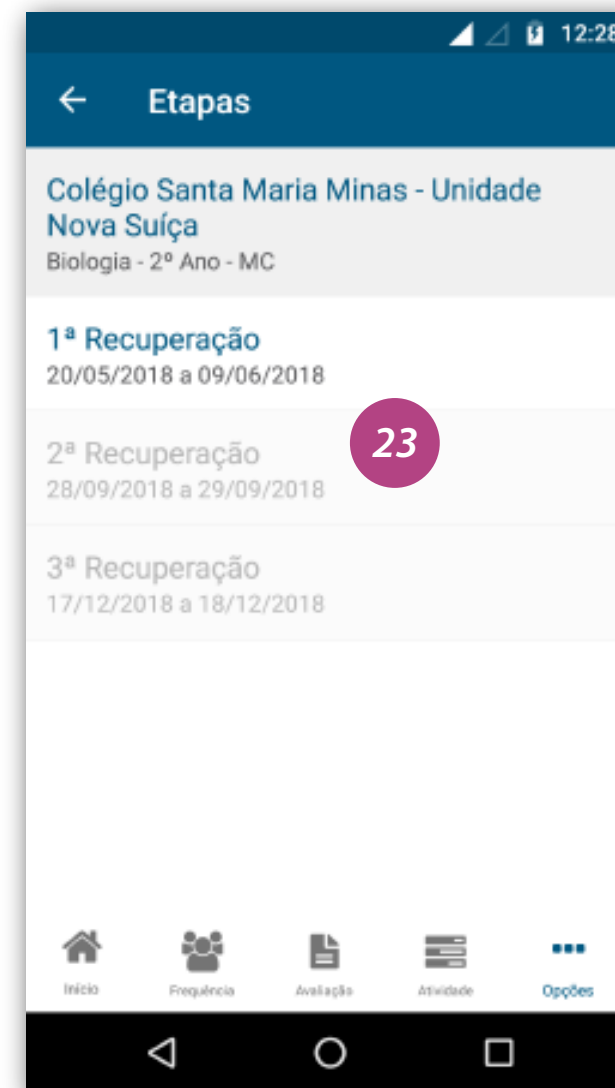 12:28
Etapas
Colégio Santa Maria Minas - Unidade
Nova Suíça
Biologia - 2º Ano - MC
1ª Recuperação
20/05/2018 a 09/06/2018
2ª Recuperação
28/09/2018 a 29/09/2018
23
3ª Recuperação
17/12/2018 a 18/12/2018
Início Frequência Avaliação Atividade Opções